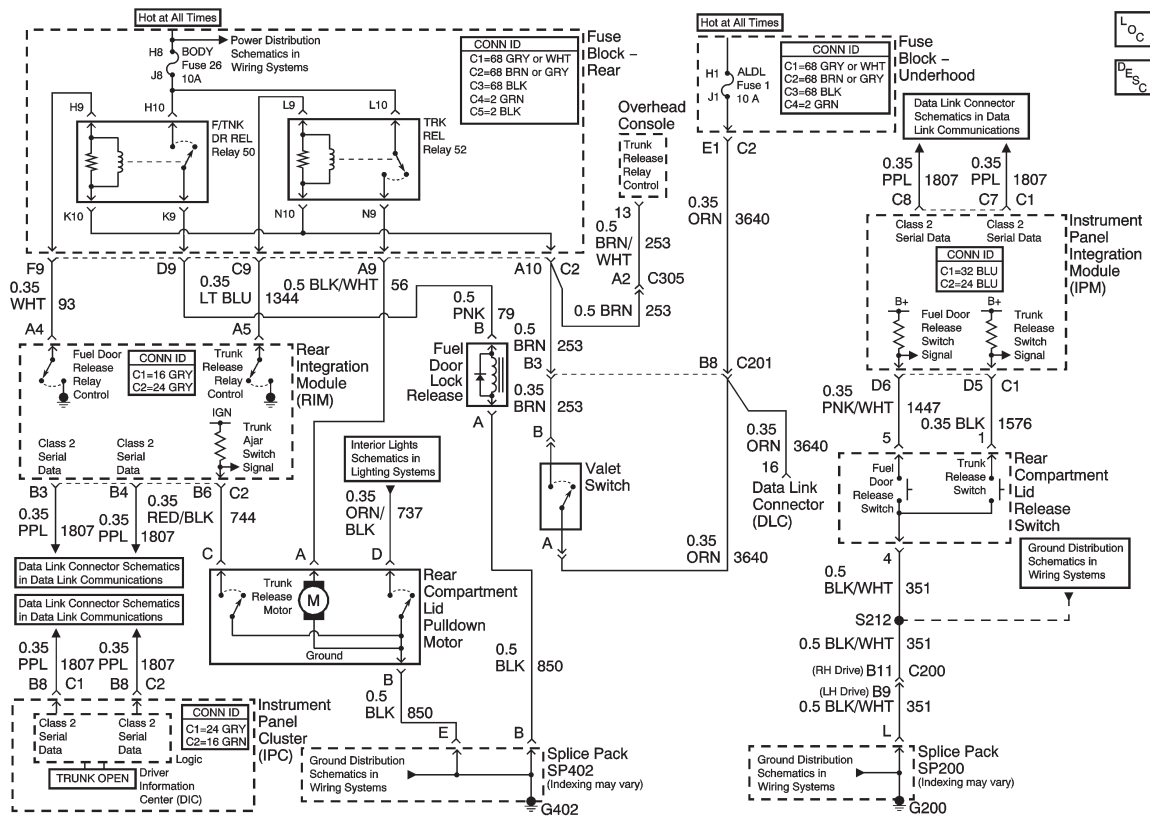 Hot at All Times
H8
BODY
Fuse 26
10A
J8
Power Distribution
Schematics in
Wiring Systems
CONN ID
C1=68 GRY or WHT
C2=68 BRN or GRY
C3=68 BLK
C4=2 GRN
C5=2 BLK
Fuse
Block –
Rear
H9
H10
L9
L10
F/TNK
DR REL
Relay 50
TRK
REL
Relay 52
K10
K9
N10
N9
F9
D9
C9
A9
A10
C2
Hot at All Times
H1
ALDL
Fuse 1
10 A
J1
CONN ID
C1=68 GRY or WHT
C2=68 BRN or GRY
C3=68 BLK
C4=2 GRN
Fuse
Block –
Underhood
E1
C2
LOC
DESC
Overhead
Console
Trunk
Release
Relay
Control
13
0.5
BRN/
WHT
253
A2
C305
0.5 BRN
253
0.35
ORN
3640
Data Link Connector
Schematics in Data
Link Communications
0.35
PPL
1807
0.35
PPL
1807
C8
C7
C1
Class 2
Serial Data
Class 2
Serial Data
CONN ID
C1=32 BLU
C2=24 BLU
B+
B+
Fuel Door
Release
Switch
Signal
Trunk
Release
Switch
Signal
Instrument
Panel
Integration
Module
(IPM)
D6
D5
C1
0.35
PNK/WHT
1447
0.35 BLK
1576
5
1
0.35
WHT
93
0.35
LT BLU
1344
0.5 BLK/WHT
56
0.5
PNK
79
A4
A5
B
0.5
BRN
253
B3
B8
C201
Fuel Door
Release
Relay
Control
CONN ID
C1=16 GRY
C2=24 GRY
Trunk
Release
Relay
Control
IGN
Trunk
Ajar
Switch
Signal
Class 2
Serial
Data
Class 2
Serial
Data
Rear
Integration
Module
(RIM)
Fuel
Door
Lock
Release
A
0.35
BRN
253
B
Valet
Switch
A
0.35
ORN
3640
16
Data Link
Connector
(DLC)
0.35
ORN
3640
Fuel
Door
Release
Switch
Trunk
Release
Switch
Rear
Compartment
Lid
Release
Switch
4
B3
B4
B6
C2
0.35
PPL
1807
0.35
PPL
1807
0.35
RED/BLK
744
Interior Lights
Schematics in
Lighting Systems
0.35
ORN/
BLK
737
C
A
D
Data Link Connector Schematics
in Data Link Communications
Data Link Connector Schematics
in Data Link Communications
Trunk
Release
Motor
M
Ground
Rear
Compartment
Lid
Pulldown
Motor
B
0.5
BLK
850
0.5
BLK
850
E
B
Ground Distribution
Schematics in
Wiring Systems
0.5
BLK/WHT
351
S212
0.5 BLK/WHT
351
(RH Drive) B11
C200
(LH Drive) B9
0.5 BLK/WHT
351
L
0.35
PPL
1807
0.35
PPL
1807
B8
C1
B8
C2
Class 2
Serial
Data
Class 2
Serial
Data
CONN ID
C1=24 GRY
C2=16 GRN
Logic
TRUNK OPEN
Driver
Information
Center (DIC)
Instrument
Panel
Cluster
(IPC)
Ground Distribution
Schematics in
Wiring Systems
Splice Pack
SP402
(Indexing may vary)
G402
Ground Distribution
Schematics in
Wiring Systems
Splice Pack
SP200
(Indexing may vary)
G200